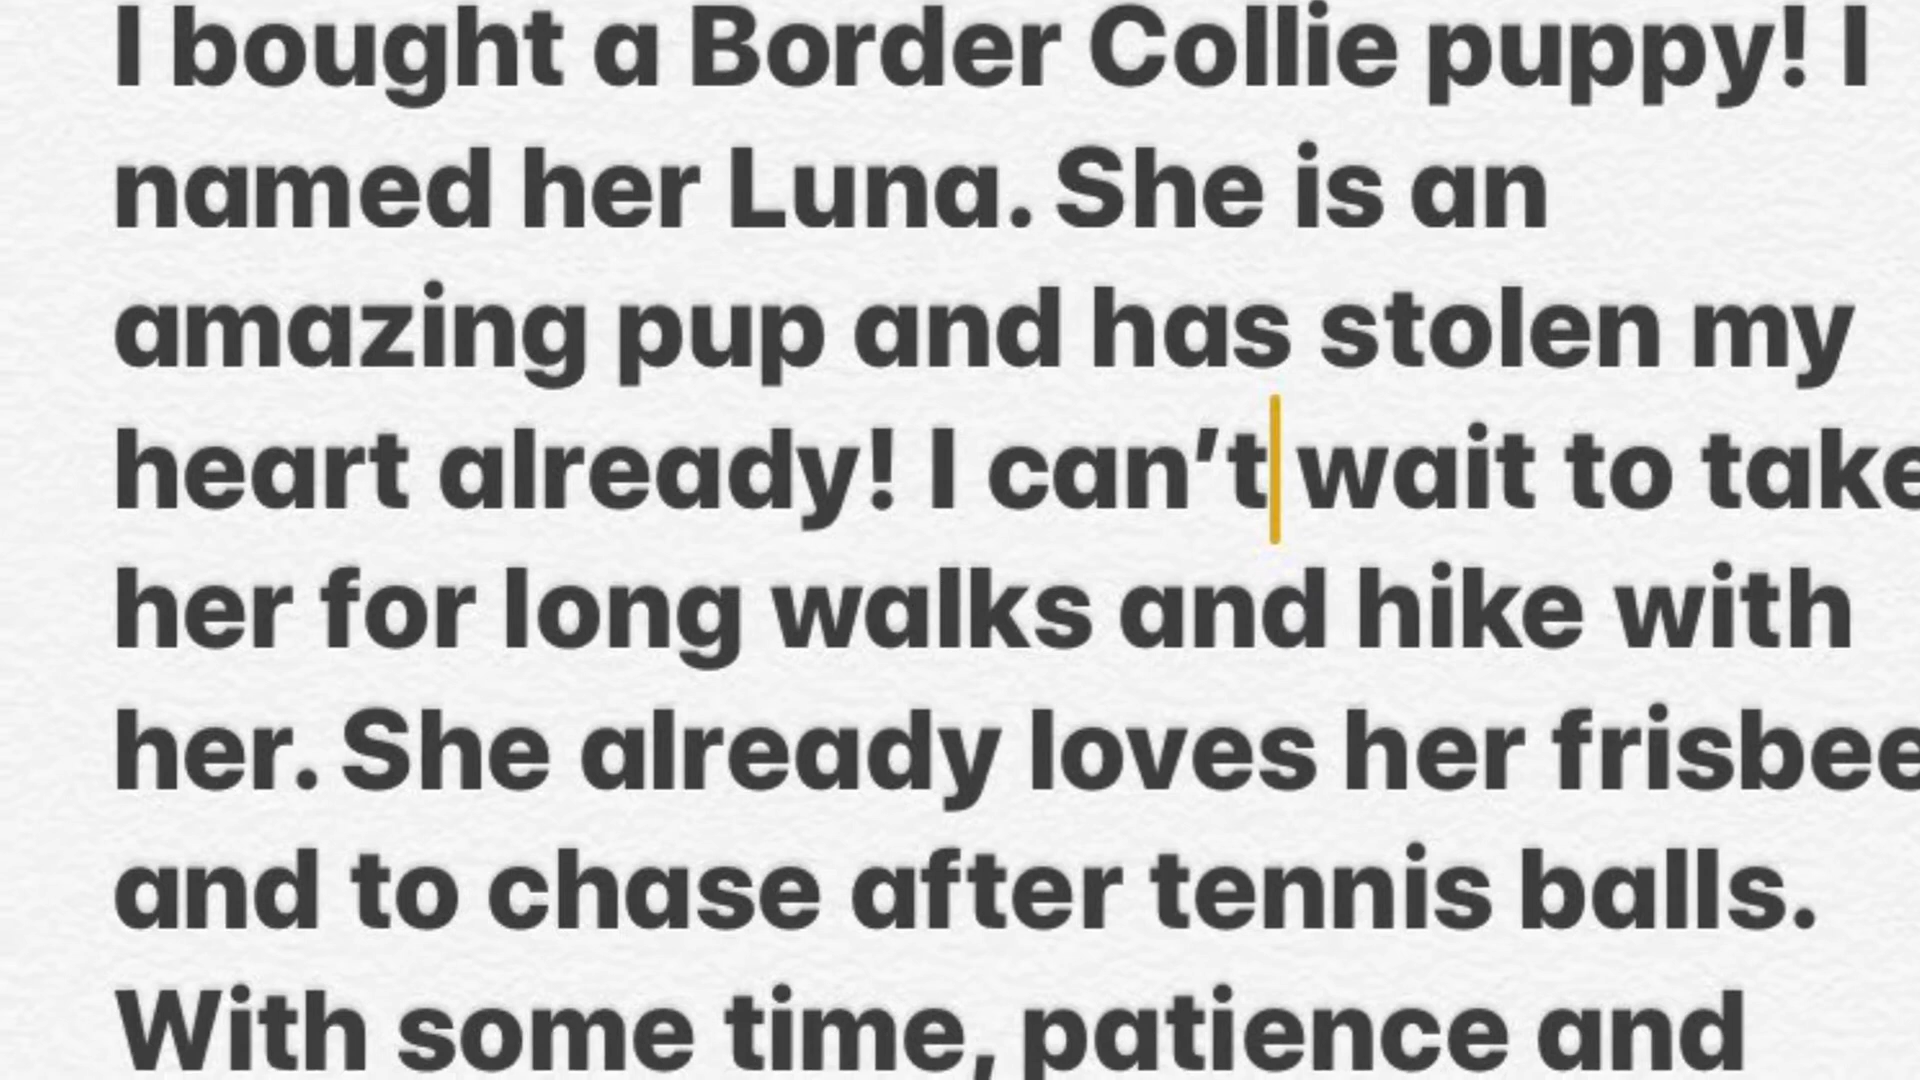 I bought a Border Collie puppy! I
named her Luna. She is an
amazing pup and has stolen my
heart already! I can’t wait to take
her for long walks and hike with
her. She already loves her frisbee
and to chase after tennis balls.
With some time, patience and